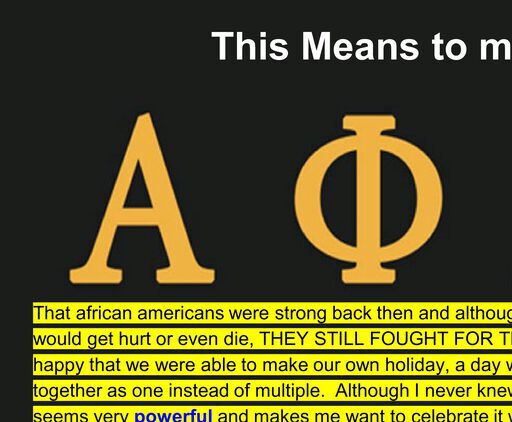 This Means to m
Α Φ
That african americans were strong back then and althoug
would get hurt or even die, THEY STILL FOUGHT FOR T
happy that we were able to make our own holiday, a day w
together as one instead of multiple.  Although I never knew
seems very powerful and makes me want to celebrate it